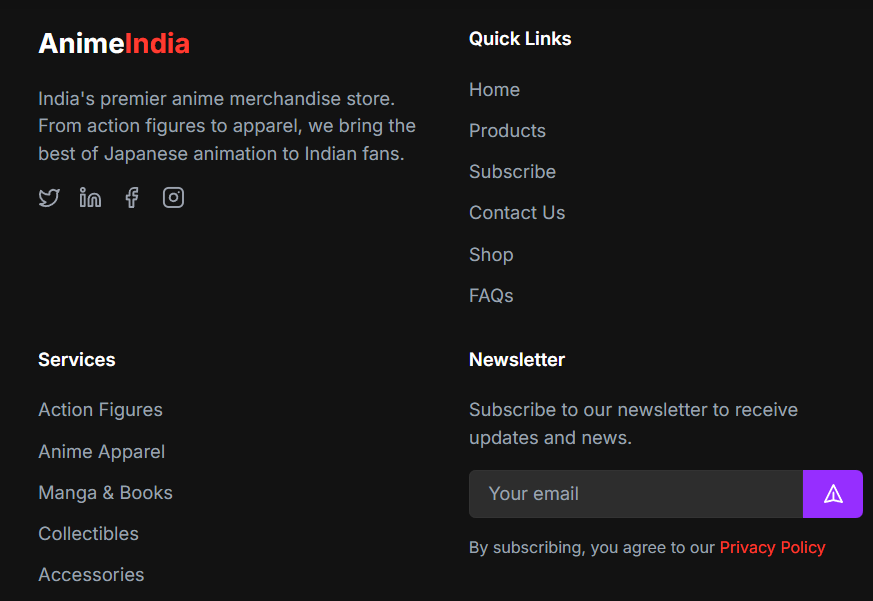 AnimeIndia
India's premier anime merchandise store.
From action figures to apparel, we bring the
best of Japanese animation to Indian fans.
Quick Links
Home
Products
Subscribe
Contact Us
Shop
FAQs
Services
Action Figures
Anime Apparel
Manga & Books
Collectibles
Accessories
Newsletter
Subscribe to our newsletter to receive
updates and news.
Your email
By subscribing, you agree to our Privacy Policy